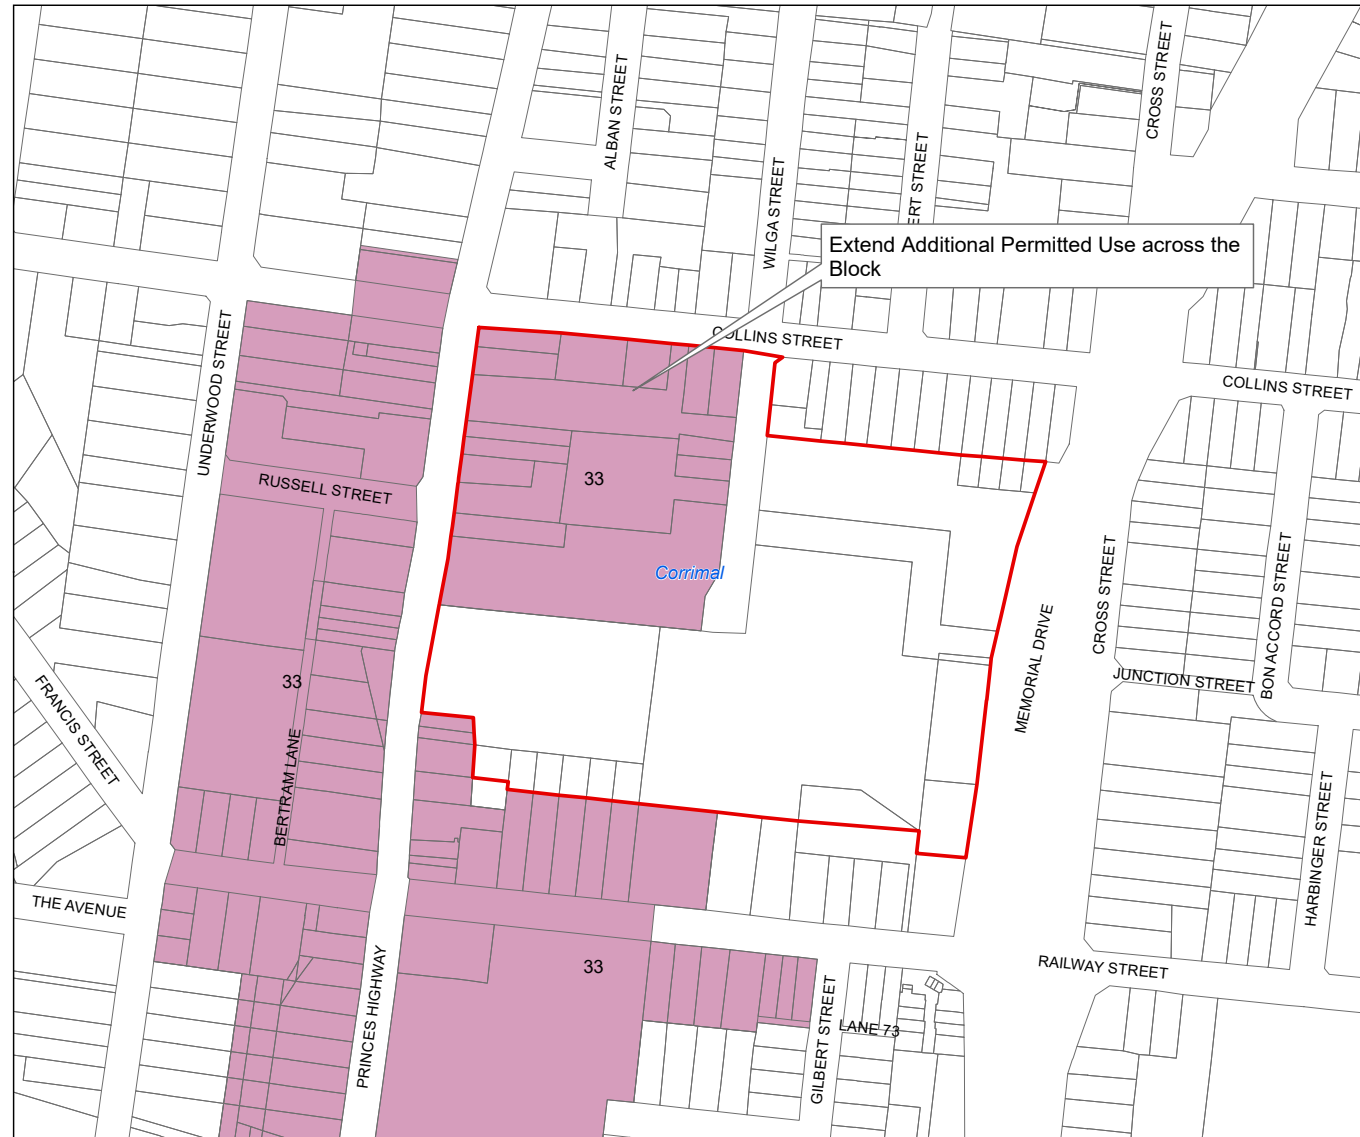 CROSS STREET
ALBAN STREET
WILGA STREET
ERT STREET
Extend Additional Permitted Use across the
Block
COLLINS STREET
COLLINS STREET
UNDERWOOD STREET
RUSSELL STREET
33
Corrimal
CROSS STREET
BON ACCORD STREET
MEMORIAL DRIVE
JUNCTION STREET
33
FRANCIS STREET
BERTRAM LANE
HARBINGER STREET
THE AVENUE
PRINCES HIGHWAY
33
RAILWAY STREET
GILBERT STREET
LANE 73